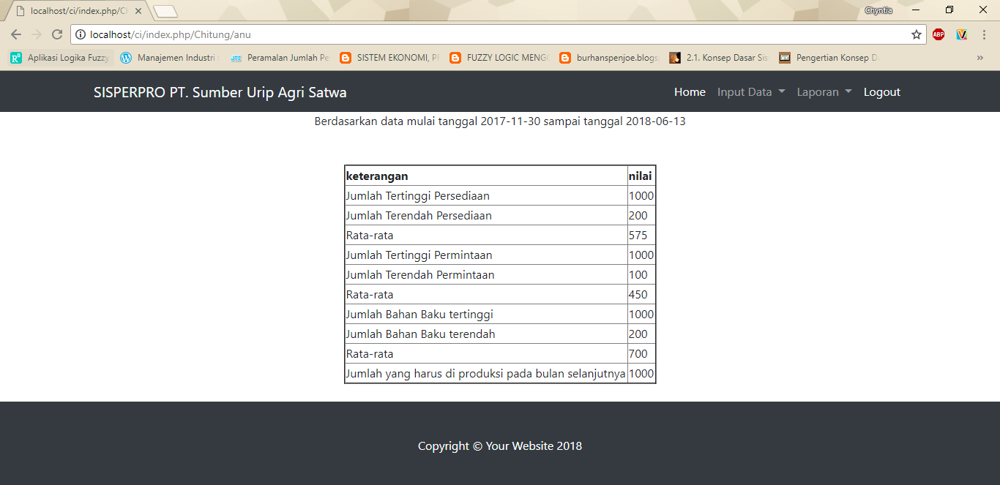 localhost/ci/index.php/C
Chyntia
localhost/ci/index.php/Chitung/anu
ABP
Aplikasi Logika Fuzzy Manajemen Industri : Peramalan Jumlah Pe SISTEM EKONOMI, PR FUZZY LOGIC MENGG burhanspenjoe.blogs 2.1. Konsep Dasar Sis Pengertian Konsep D
SISPERPRO PT. Sumber Urip Agri Satwa Home Input Data Laporan Logout
Berdasarkan data mulai tanggal 2017-11-30 sampai tanggal 2018-06-13
keterangan nilai
Jumlah Tertinggi Persediaan 1000
Jumlah Terendah Persediaan 200
Rata-rata 575
Jumlah Tertinggi Permintaan 1000
Jumlah Terendah Permintaan 100
Rata-rata 450
Jumlah Bahan Baku tertinggi 1000
Jumlah Bahan Baku terendah 200
Rata-rata 700
Jumlah yang harus di produksi pada bulan selanjutnya 1000
Copyright © Your Website 2018